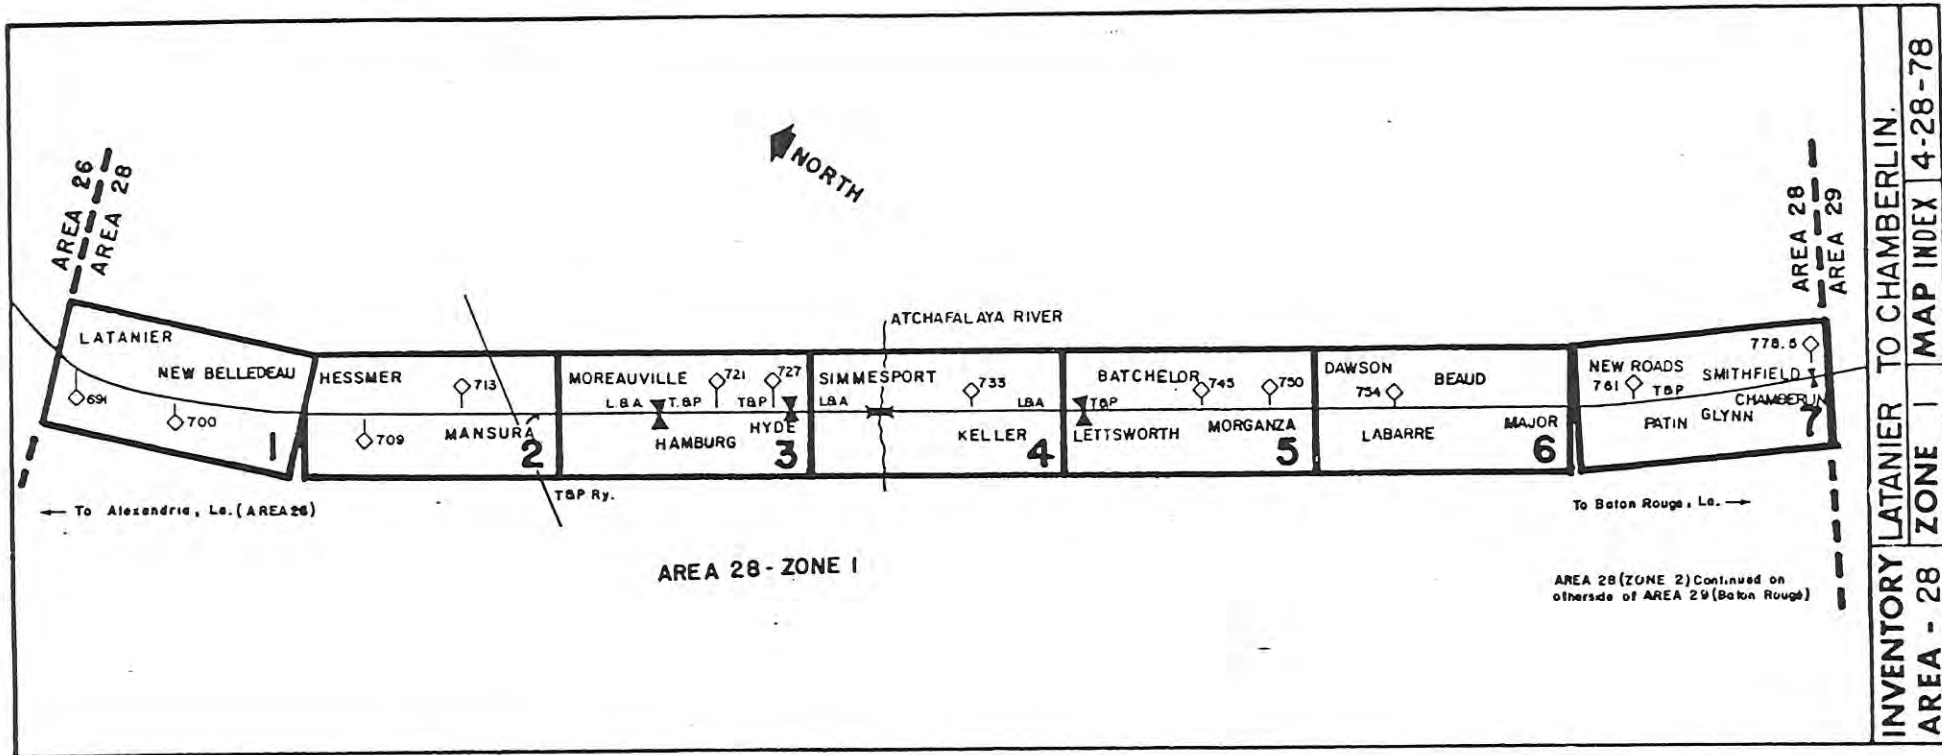 AREA 26
AREA 28
NORTH
AREA 28
AREA 29
ATCHAFALAYA RIVER
LATANIER
NEW BELLEDEAU
691
700
1
HESSMER
713
709
MANSURA
2
T&P Ry.
MOREAUVILLE
721
727
L&A
T&P
T&P
HYDE
HAMBURG
3
SIMMESPORT
L&A
735
L&A
KELLER
4
BATCHELOR
745
750
T&P
LETTSWORTH
MORGANZA
5
DAWSON
754
BEAUD
LABARRE
MAJOR
6
NEW ROADS
761
T&P
778.5
SMITHFIELD
CHAMBERLIN
PATIN
GLYNN
7
← To Alexandria, La. (AREA 26)
To Baton Rouge, La. →
AREA 28 - ZONE 1
AREA 28 (ZONE 2) Continued on
otherside of AREA 29 (Baton Rouge)
INVENTORY LATANIER TO CHAMBERLIN.
AREA - 28 ZONE 1 MAP INDEX 4-28-78